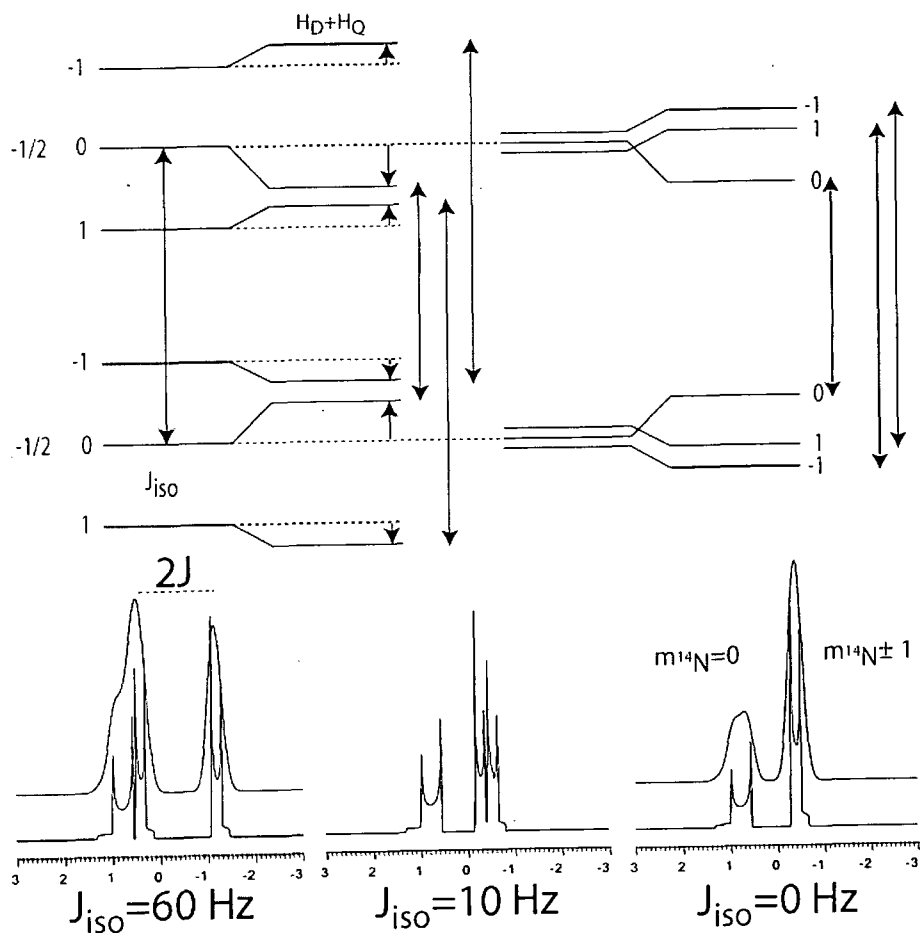 H_D+H_Q
-1
-1/2 0
1
-1
-1/2 0
J_iso
1
-1
1
0
0
1
-1
2J
m¹⁴N=0
m¹⁴N± 1
3 2 1 0 -1 -2 -3
3 2 1 0 -1 -2 -3
3 2 1 0 -1 -2 -3
J_iso=60 Hz
J_iso=10 Hz
J_iso=0 Hz